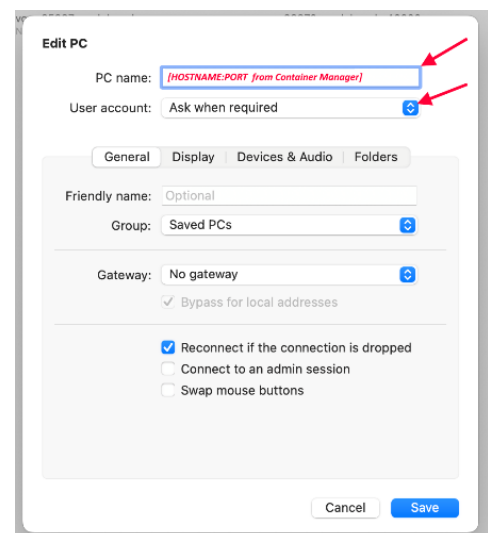 Edit PC
PC name: [HOSTNAME:PORT from Container Manager]
User account: Ask when required
General Display Devices & Audio Folders
Friendly name: Optional
Group: Saved PCs
Gateway: No gateway
Bypass for local addresses
Reconnect if the connection is dropped
Connect to an admin session
Swap mouse buttons
Cancel Save